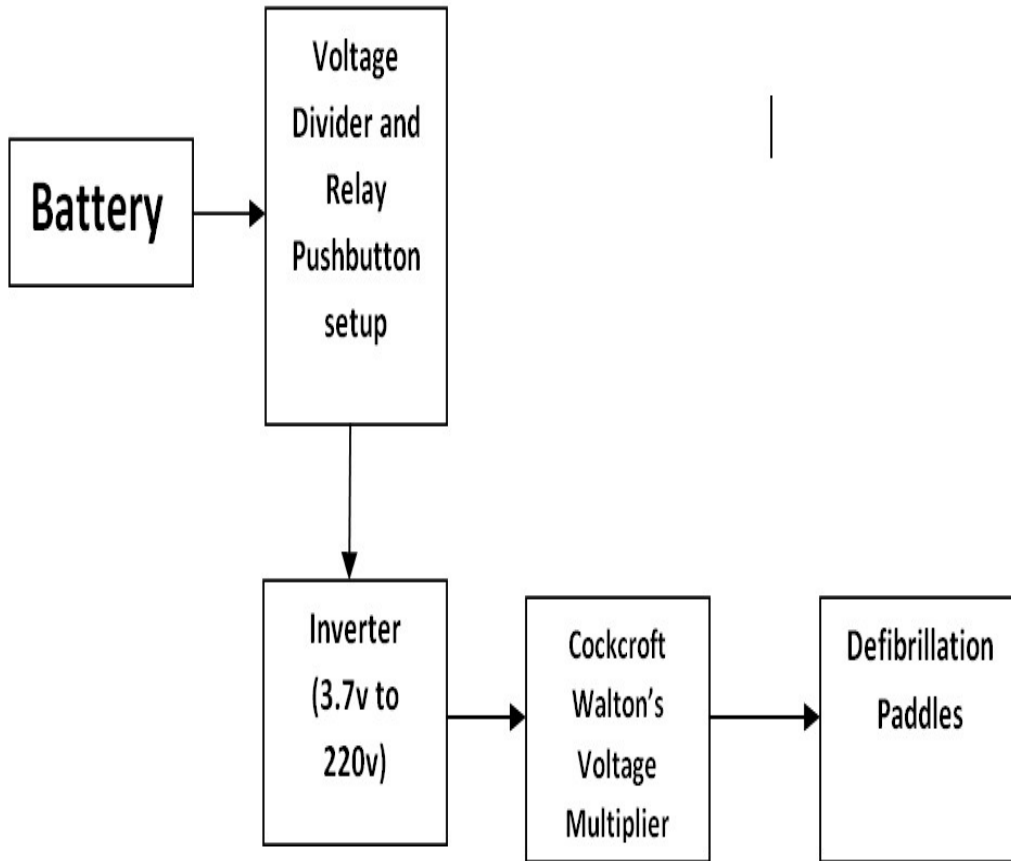 Battery
Voltage
Divider and
Relay
Pushbutton
setup
Inverter
(3.7v to
220v)
Cockcroft
Walton’s
Voltage
Multiplier
Defibrillation
Paddles